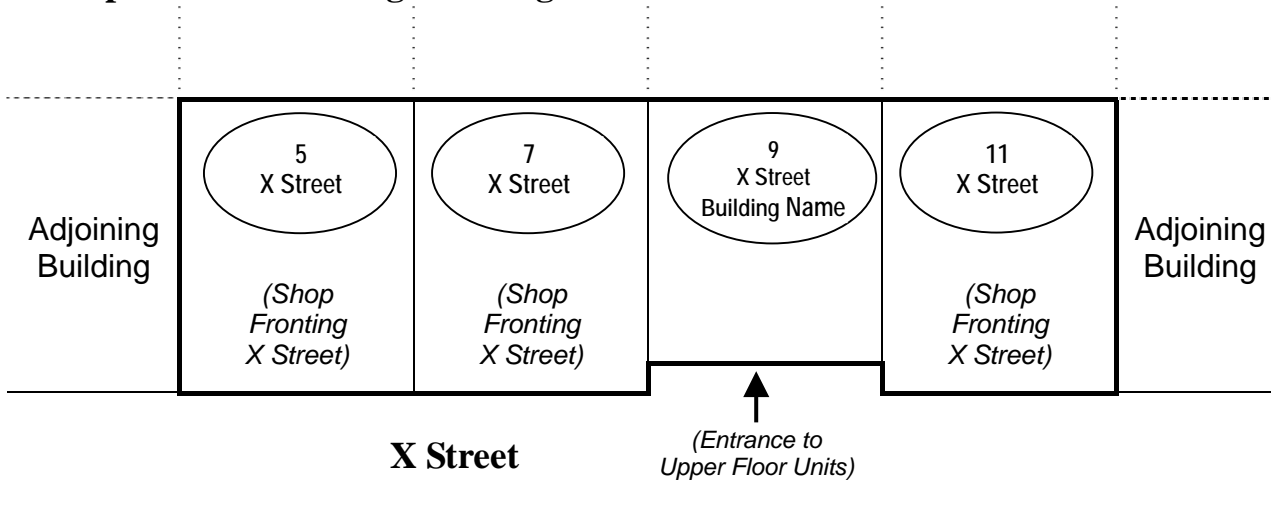 5
X Street
7
X Street
9
X Street
Building Name
11
X Street
Adjoining
Building
(Shop
Fronting
X Street)
(Shop
Fronting
X Street)
(Shop
Fronting
X Street)
Adjoining
Building
X Street
(Entrance to
Upper Floor Units)